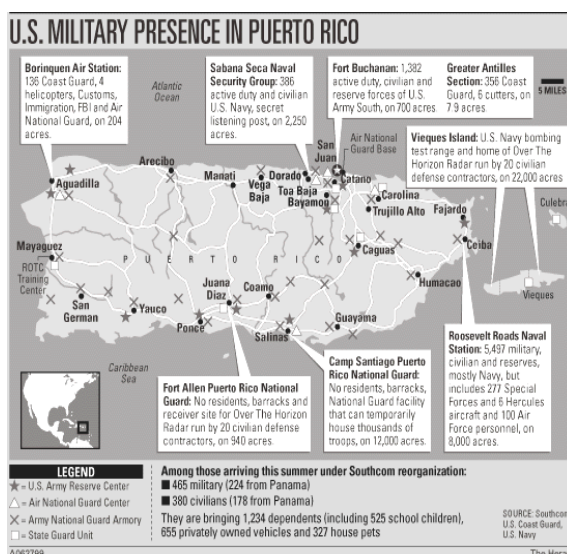 U.S. MILITARY PRESENCE IN PUERTO RICO
Borinquen Air Station:
136 Coast Guard, 4
helicopters, Customs,
Immigration, FBI and Air
National Guard, on 204
acres.
Atlantic
Ocean
Sabana Seca Naval
Security Group: 386
active duty and civilian
U.S. Navy, secret
listening post, on 2,250
acres.
Fort Buchanan: 1,382
active duty, civilian and
reserve forces of U.S.
Army South, on 700 acres.
Greater Antilles
Section: 356 Coast
Guard, 6 cutters, on
7.9 acres.
5 MILES
San
Juan
Air National
Guard Base
Vieques Island: U.S. Navy bombing
test range and home of Over The
Horizon Radar run by 20 civilian
defense contractors, on 22,000 acres
Aguadilla
Arecibo
Manati
Vega
Baja
Dorado
Toa Baja
Bayamon
Catano
Carolina
Trujillo Alto
Fajardo
Culebr
Mayaguez
ROTC
Training
Center
PUERTO RICO
Caguas
Ceiba
Humacao
Vieques
San
German
Yauco
Juana
Diaz
Coamo
Ponce
Salinas
Guayama
Caribbean
Sea
Fort Allen Puerto Rico National
Guard: No residents, barracks and
receiver site for Over The Horizon
Radar run by 20 civilian defense
contractors, on 940 acres.
Camp Santiago Puerto
Rico National Guard:
No residents, barracks,
National Guard facility
that can temporarily
house thousands of
troops, on 12,000 acres.
Roosevelt Roads Naval
Station: 5,497 military,
civilian and reserves,
mostly Navy, but
includes 277 Special
Forces and 6 Hercules
aircraft and 100 Air
Force personnel, on
8,000 acres.
LEGEND
= U.S. Army Reserve Center
= Air National Guard Center
= Army National Guard Armory
= State Guard Unit
Among those arriving this summer under Southcom reorganization:
■ 465 military (224 from Panama)
■ 380 civilians (178 from Panama)
They are bringing 1,234 dependents (including 525 school children),
655 privately owned vehicles and 327 house pets
SOURCE: Southcom
U.S. Coast Guard,
U.S. Navy
A062799
The Hera